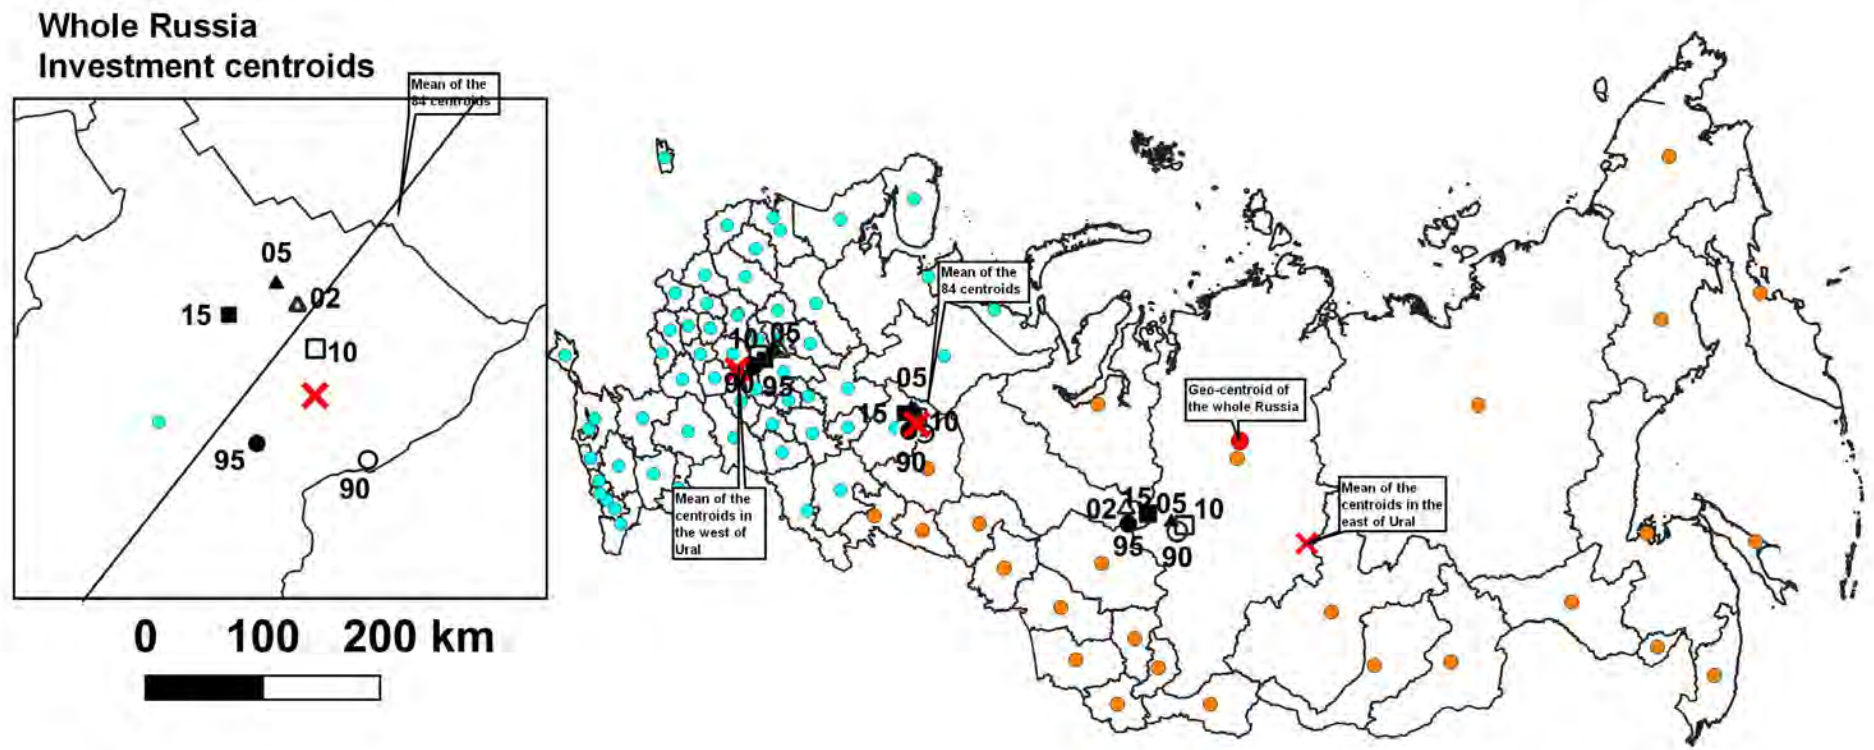 Whole Russia
Investment centroids
Mean of the
84 centroids
05
02
15
10
95
90
0 100 200 km
10 05
90 95
Mean of the
84 centroids
05
15 10
90
Mean of the
centroids in
the west of
Ural
Geo-centroid of
the whole Russia
02 15 05 10
95 90
Mean of the
centroids in the
east of Ural